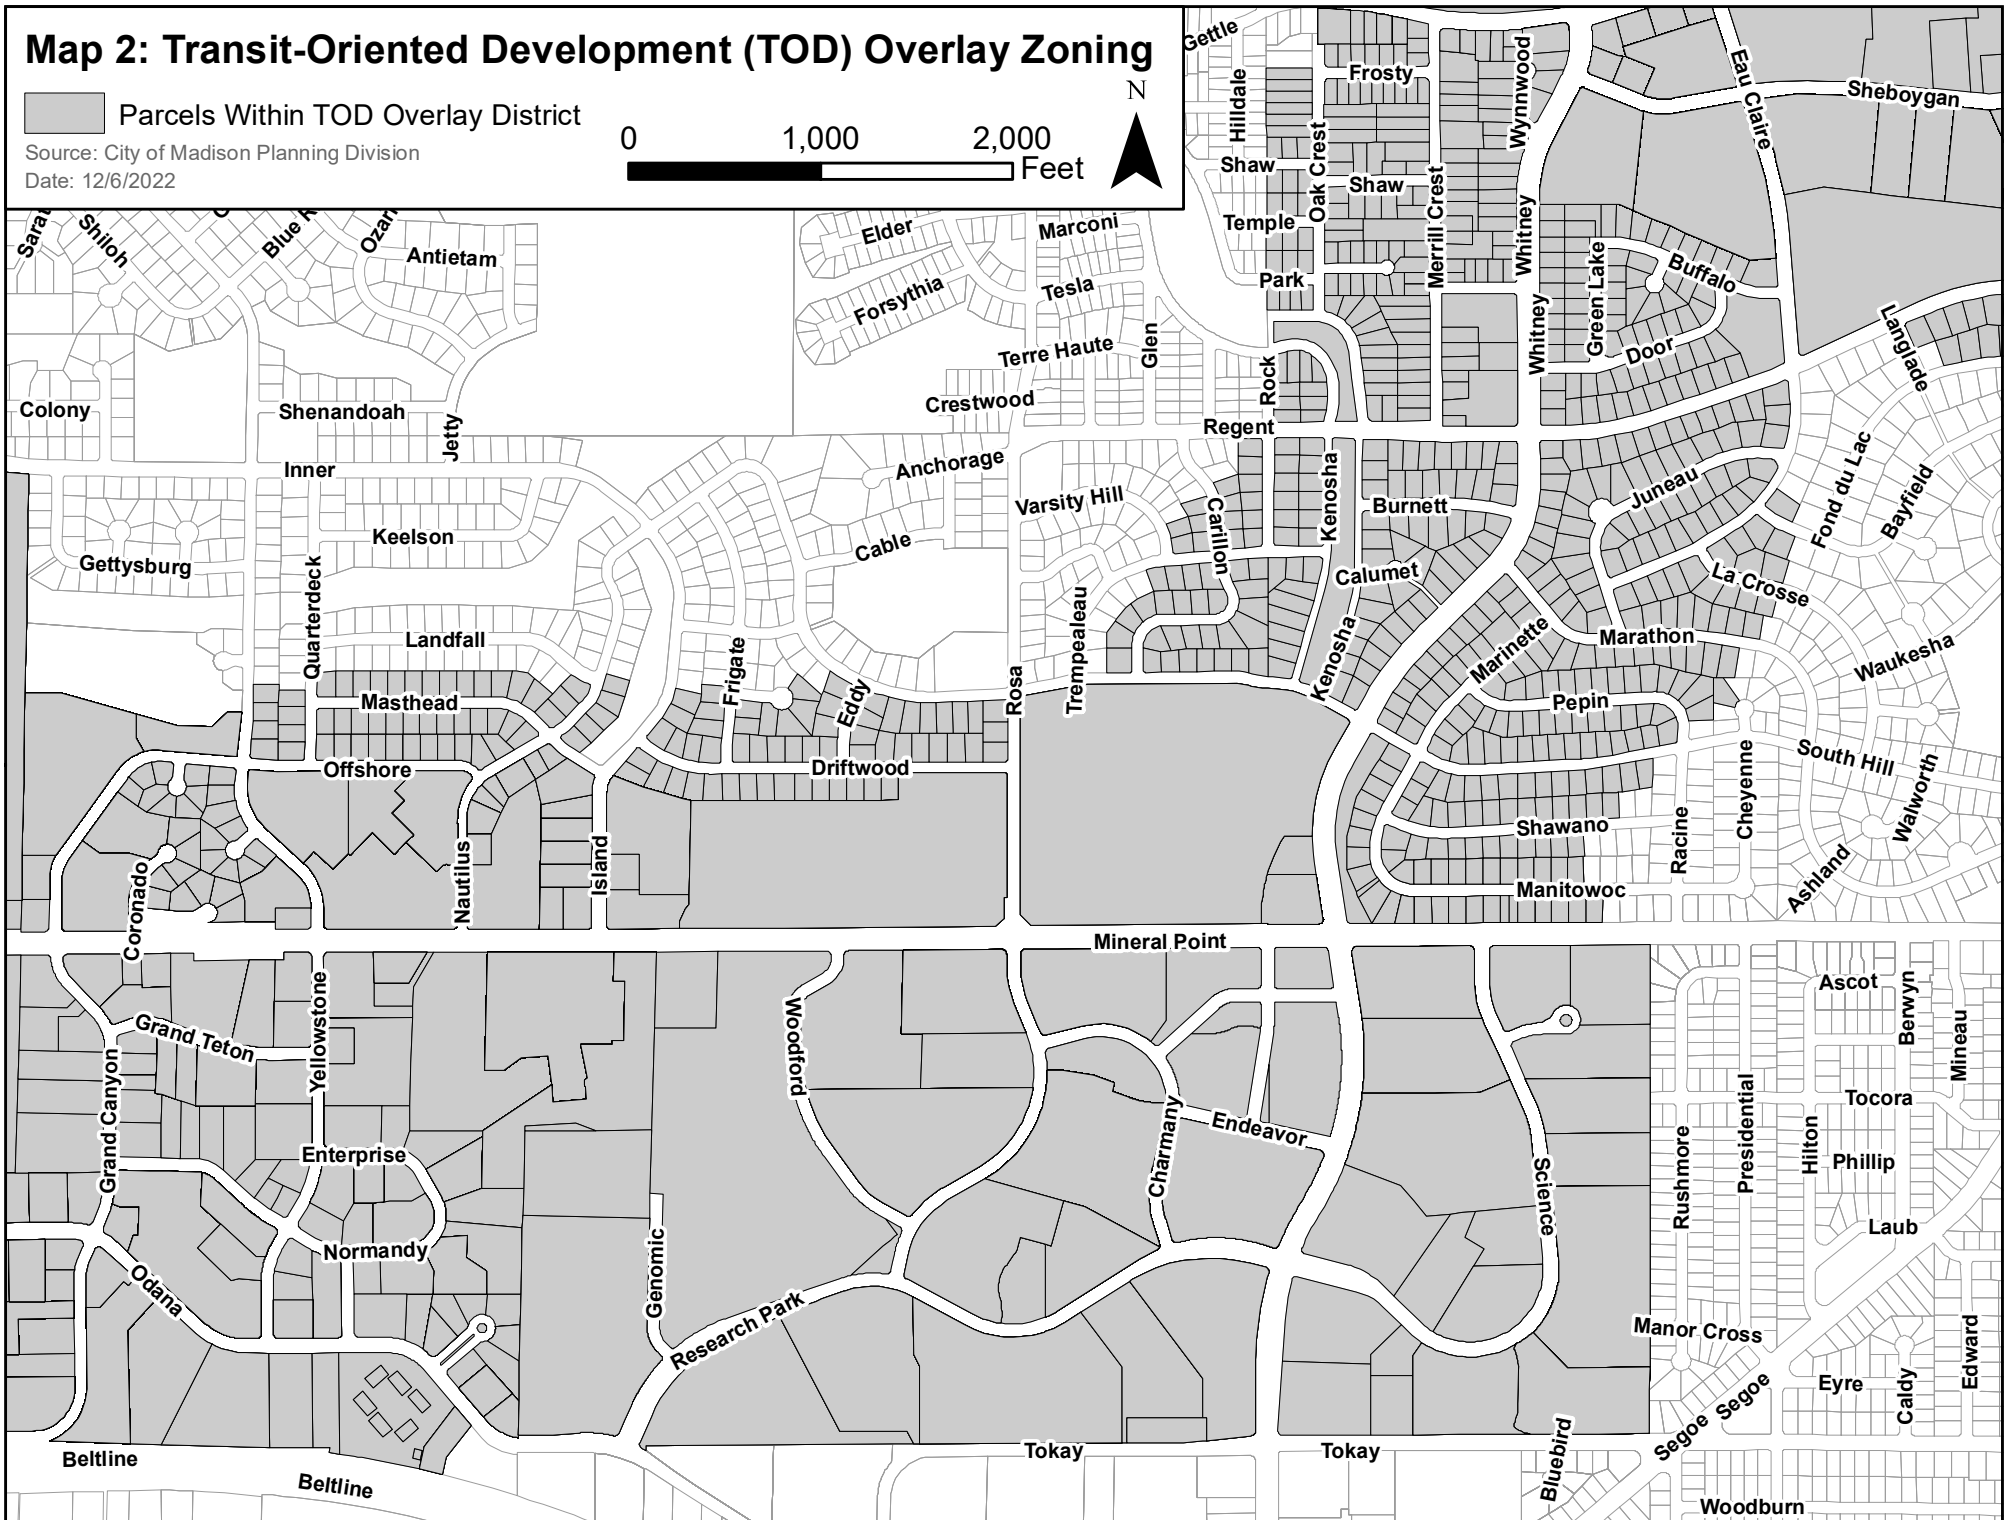 Map 2: Transit-Oriented Development (TOD) Overlay Zoning
Parcels Within TOD Overlay District
Source: City of Madison Planning Division
Date: 12/6/2022
0 1,000 2,000
Feet
N
Gettle
Hilldale
Frosty
Wynnwood
Eau Claire
Sheboygan
Shaw
Oak Crest
Shaw
Merrill Crest
Temple
Park
Whitney
Whitney
Green Lake
Buffalo
Door
Langlade
Shiloh
Antietam
Elder
Marconi
Forsythia
Tesla
Terre Haute
Glen
Crestwood
Rock
Regent
Colony
Shenandoah
Jetty
Inner
Anchorage
Varsity Hill
Carillon
Kenosha
Burnett
Juneau
Fond du Lac
Bayfield
Keelson
Gettysburg
Quarterdeck
Cable
Trempealeau
Calumet
La Crosse
Landfall
Masthead
Frigate
Eddy
Rosa
Kenosha
Marinette
Marathon
Waukesha
Pepin
Offshore
Driftwood
South Hill
Walworth
Cheyenne
Racine
Shawano
Manitowoc
Ashland
Coronado
Nautilus
Island
Mineral Point
Ascot
Berwyn
Mineau
Grand Teton
Yellowstone
Grand Canyon
Woodford
Charmany
Endeavor
Science
Rushmore
Presidential
Hilton
Tocora
Phillip
Laub
Enterprise
Normandy
Odana
Genomic
Research Park
Manor Cross
Eyre
Caldy
Edward
Segoe
Segoe
Bluebird
Tokay
Tokay
Beltline
Beltline
Woodburn